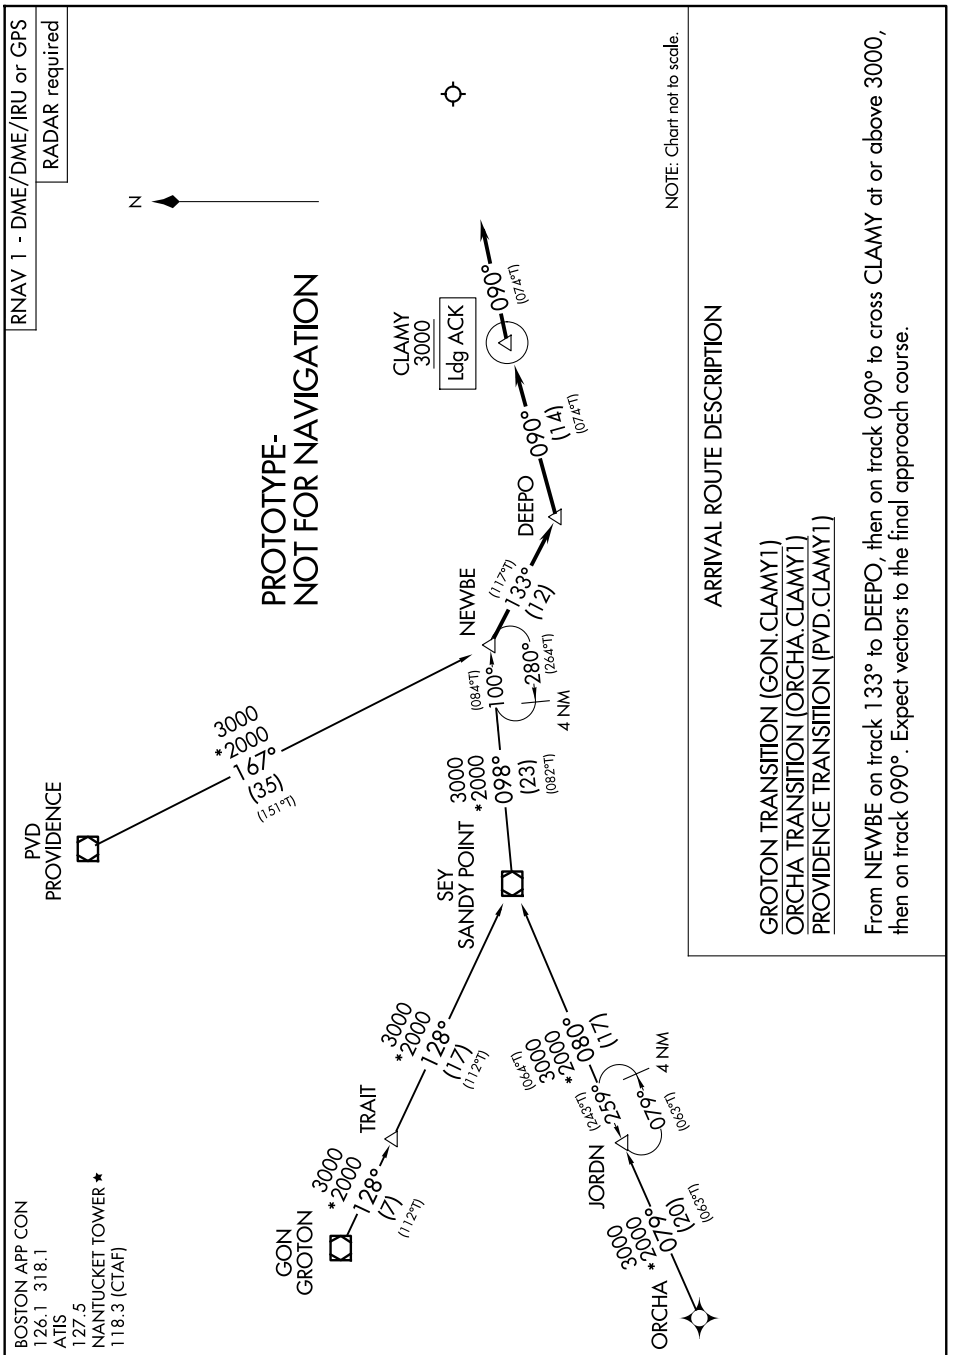 BOSTON APP CON
126.1 318.1
ATIS
127.5
NANTUCKET TOWER ★
118.3 (CTAF)
RNAV 1 - DME/DME/IRU or GPS
RADAR required
PVD
PROVIDENCE
3000
*2000
167°
(35)
(151°T)
N
PROTOTYPE-
NOT FOR NAVIGATION
GON
GROTON
3000
*2000
128°
(7)
(112°T)
TRAIT
3000
*2000
128°
(17)
(112°T)
SEY
SANDY POINT
3000
*2000
098°
(23)
(082°T)
NEWBE
(084°T)
100°
280°
(264°T)
4 NM
(117°T)
133°
(12)
DEEPO
090°
(14)
(074°T)
CLAMY
3000
Ldg ACK
090°
(074°T)
ORCHA
3000
*2000
079°
(20)
(063°T)
JORDN
(243°T)
259°
079°
(063°T)
4 NM
(064°T)
3000
*2000
080°
(17)
NOTE: Chart not to scale.
ARRIVAL ROUTE DESCRIPTION
GROTON TRANSITION (GON.CLAMY1)
ORCHA TRANSITION (ORCHA.CLAMY1)
PROVIDENCE TRANSITION (PVD.CLAMY1)
From NEWBE on track 133° to DEEPO, then on track 090° to cross CLAMY at or above 3000,
then on track 090°. Expect vectors to the final approach course.